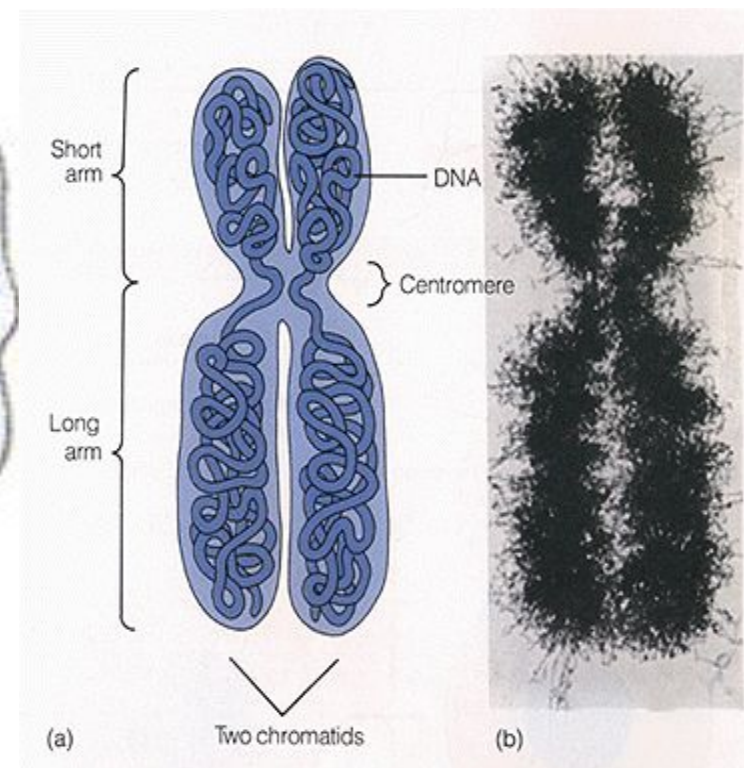 Short
arm
DNA
Centromere
Long
arm
Two chromatids
(a)
(b)